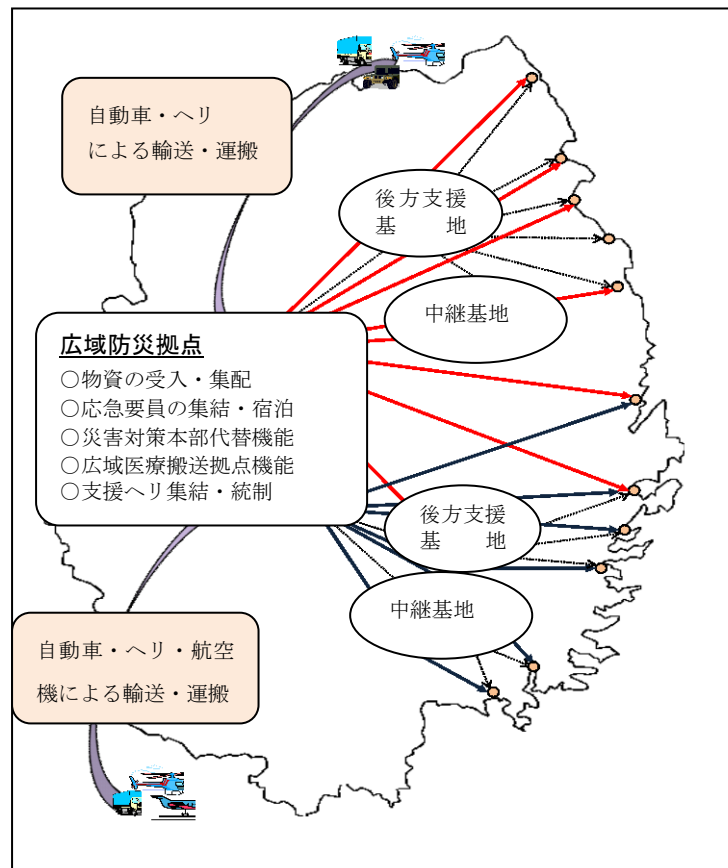 自動車・ヘリ
による輸送・運搬
後方支援
基　　地
中継基地
広域防災拠点
○物資の受入・集配
○応急要員の集結・宿泊
○災害対策本部代替機能
○広域医療搬送拠点機能
○支援ヘリ集結・統制
後方支援
基　　地
中継基地
自動車・ヘリ・航空
機による輸送・運搬